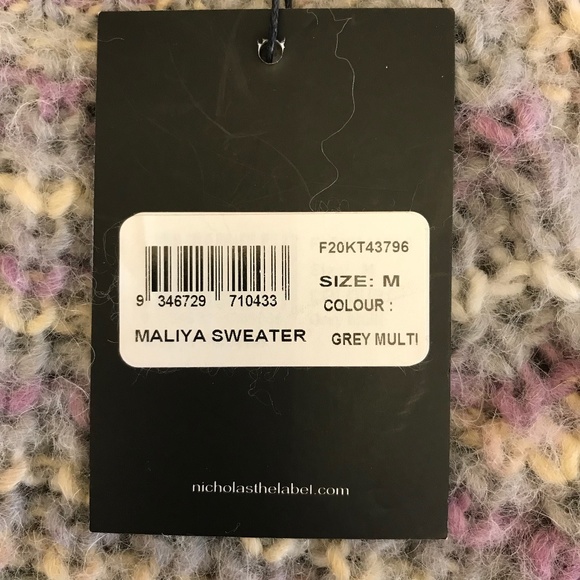 F20KT43796
SIZE: M
COLOUR :
9 346729 710433
MALIYA SWEATER
GREY MULTI
nicholasthelabel.com